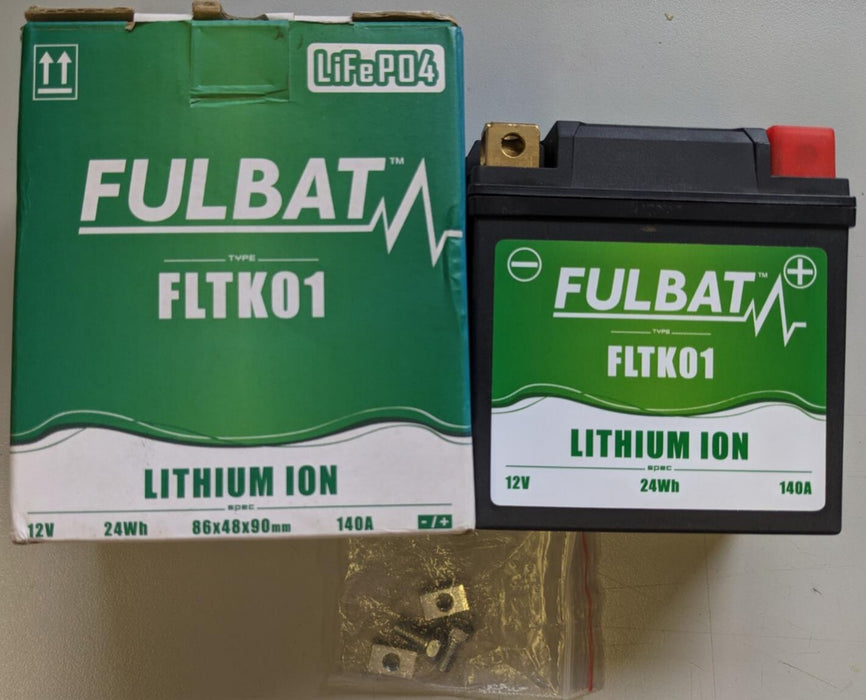 LiFePO4
FULBAT™
TYPE
FLTK01
LITHIUM ION
spec
12V 24Wh 86x48x90mm 140A -/+
FULBAT™
TYPE
FLTK01
LITHIUM ION
spec
12V 24Wh 140A